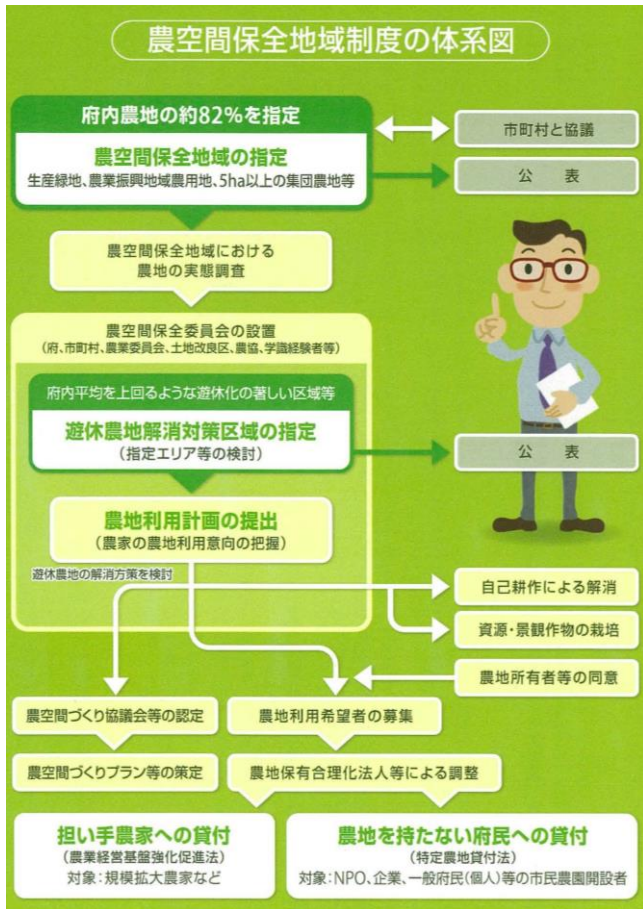 農空間保全地域制度の体系図
府内農地の約82%を指定
農空間保全地域の指定
生産緑地、農業振興地域農用地、5ha以上の集団農地等
市町村と協議
公 表
農空間保全地域における
農地の実態調査
農空間保全委員会の設置
(府、市町村、農業委員会、土地改良区、農協、学識経験者等)
府内平均を上回るような遊休化の著しい区域等
遊休農地解消対策区域の指定
(指定エリア等の検討)
公 表
農地利用計画の提出
(農家の農地利用意向の把握)
遊休農地の解消方策を検討
自己耕作による解消
資源・景観作物の栽培
農地所有者等の同意
農空間づくり協議会等の認定
農地利用希望者の募集
農空間づくりプラン等の策定
農地保有合理化法人等による調整
担い手農家への貸付
(農業経営基盤強化促進法)
対象:規模拡大農家など
農地を持たない府民への貸付
(特定農地貸付法)
対象:NPO、企業、一般府民(個人)等の市民農園開設者